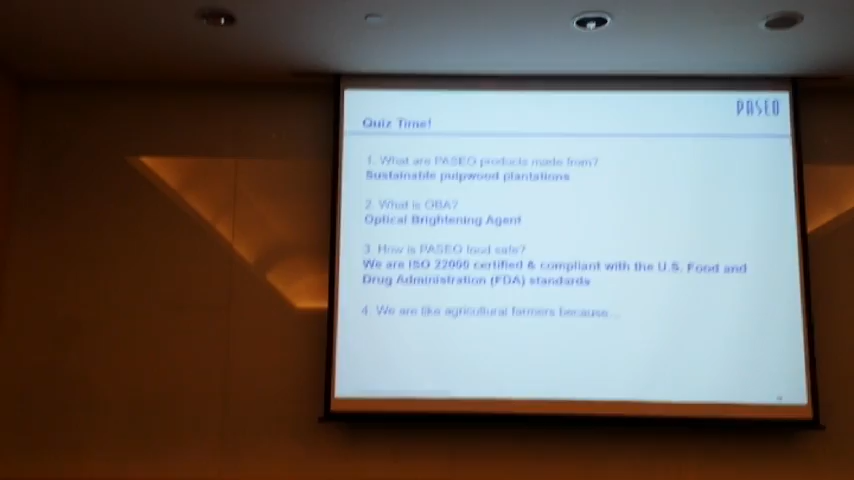 PASEO
Quiz Time!
1. What are PASEO products made from?
Sustainable pulpwood plantations
2. What is OBA?
Optical Brightening Agent
3. How is PASEO food safe?
We are ISO 22000 certified & compliant with the U.S. Food and
Drug Administration (FDA) standards
4. We are like agricultural farmers because...